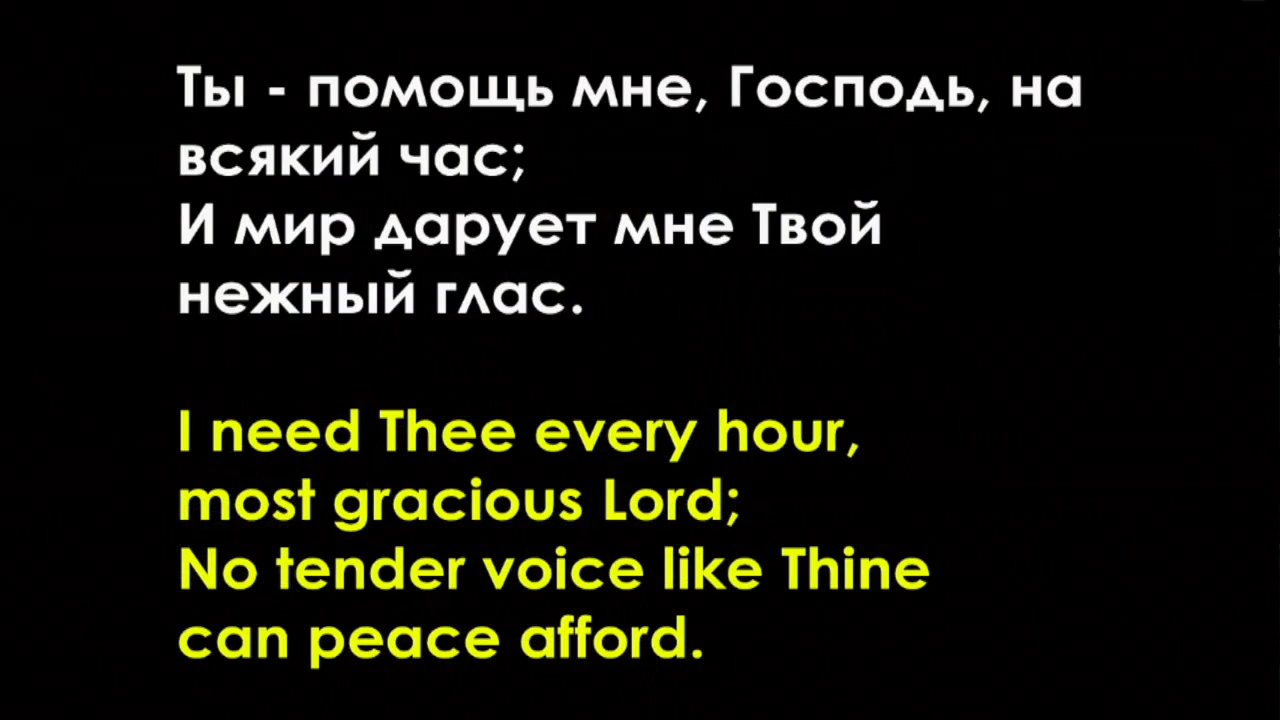 Ты - помощь мне, Господь, на
всякий час;
И мир дарует мне Твой
нежный глас.
I need Thee every hour,
most gracious Lord;
No tender voice like Thine
can peace afford.